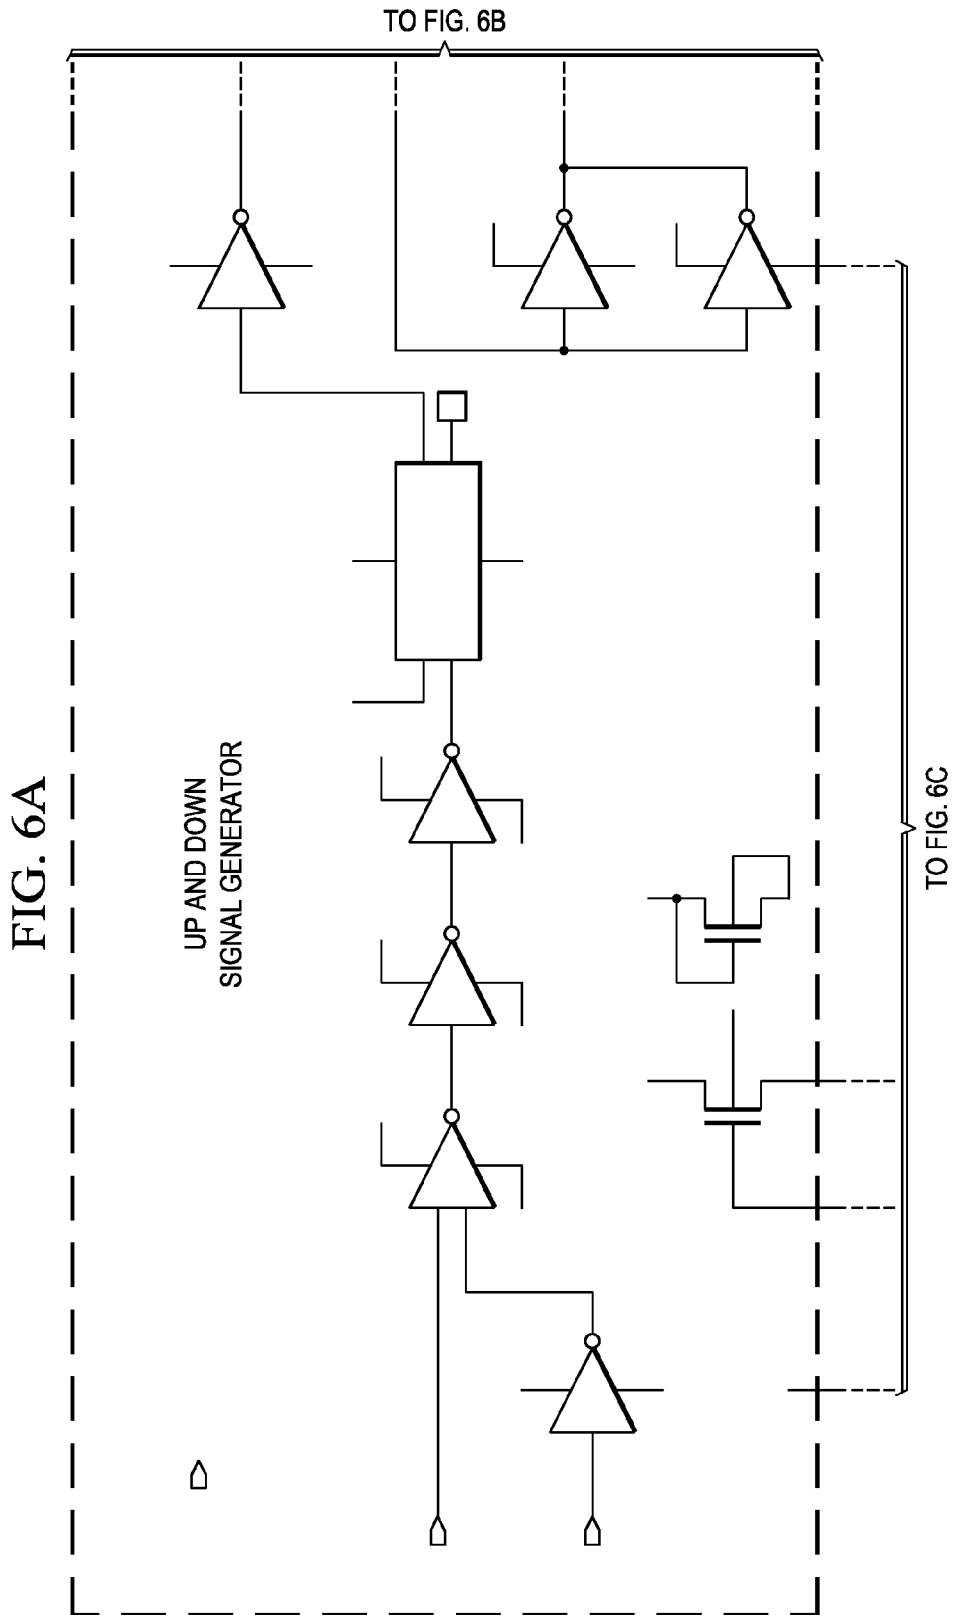 TO FIG. 6B
FIG. 6A
UP AND DOWN
SIGNAL GENERATOR
TO FIG. 6C